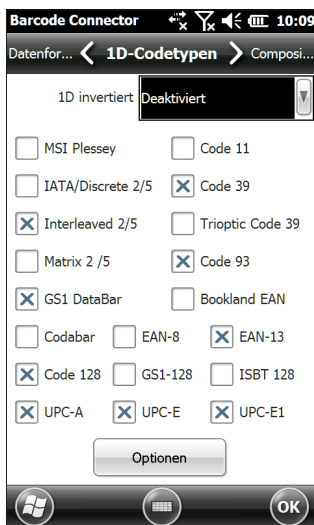 Barcode Connector 10:09
Datenfor... 1D-Codetypen Composi...
1D invertiert Deaktiviert
MSI Plessey Code 11
IATA/Discrete 2/5 Code 39
Interleaved 2/5 Trioptic Code 39
Matrix 2 /5 Code 93
GS1 DataBar Bookland EAN
Codabar EAN-8 EAN-13
Code 128 GS1-128 ISBT 128
UPC-A UPC-E UPC-E1
Optionen
OK